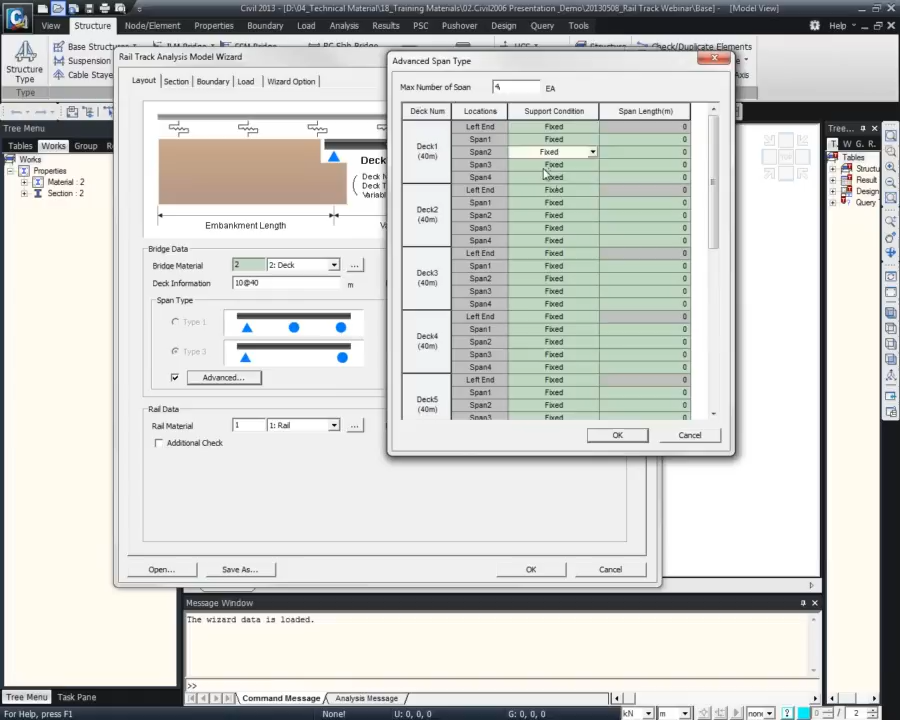 Civil 2013 - [D:\04_Technical Material\18_Training Materials\02.Civil2006 Presentation_Demo\20130508_Rail Track Webinar\Base] - [Model View]
View Structure Node/Element Properties Boundary Load Analysis Results PSC Pushover Design Query Tools Help
Structure
Type
Type
Base Structures
Suspension
Cable Staye
Check/Duplicate Elements
Axis
Tree Menu
Tables Works Group
Works
Properties
Material : 2
Section : 2
Rail Track Analysis Model Wizard
Layout Section Boundary Load Wizard Option
Deck
Deck N
Deck T
Variabl
Embankment Length
Bridge Data
Bridge Material 2 2: Deck ...
Deck Information 10@40 m
Span Type
Type 1
Type 3
Advanced...
Rail Data
Rail Material 1 1: Rail ...
Additional Check
Open... Save As... OK Cancel
Advanced Span Type
Max Number of Span 4 EA
Deck Num Locations Support Condition Span Length(m)
Deck1
(40m)
Left End Fixed 0
Span1 Fixed 0
Span2 Fixed 0
Span3 Fixed 0
Span4 Fixed 0
Deck2
(40m)
Left End Fixed 0
Span1 Fixed 0
Span2 Fixed 0
Span3 Fixed 0
Span4 Fixed 0
Deck3
(40m)
Left End Fixed 0
Span1 Fixed 0
Span2 Fixed 0
Span3 Fixed 0
Span4 Fixed 0
Deck4
(40m)
Left End Fixed 0
Span1 Fixed 0
Span2 Fixed 0
Span3 Fixed 0
Span4 Fixed 0
Deck5
(40m)
Left End Fixed 0
Span1 Fixed 0
Span2 Fixed 0
Span3 Fixed 0
OK Cancel
Tree...
Tables
Structu
Result
Design
Query
Message Window
The wizard data is loaded.
>>
Command Message Analysis Message
Tree Menu Task Pane
For Help, press F1 None! U: 0, 0, 0 G: 0, 0, 0 kN m none 2